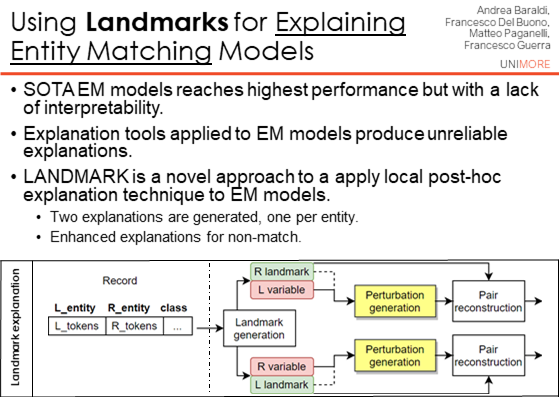 Using Landmarks for Explaining
Entity Matching Models
Andrea Baraldi,
Francesco Del Buono,
Matteo Paganelli,
Francesco Guerra
UNIMORE
• SOTA EM models reaches highest performance but with a lack
of interpretability.
• Explanation tools applied to EM models produce unreliable
explanations.
• LANDMARK is a novel approach to a apply local post-hoc
explanation technique to EM models.
• Two explanations are generated, one per entity.
• Enhanced explanations for non-match.
Landmark explanation
Record
L_entity R_entity class
L_tokens R_tokens ...
Landmark
generation
R landmark
L variable
Perturbation
generation
Pair
reconstruction
R variable
L landmark
Perturbation
generation
Pair
reconstruction